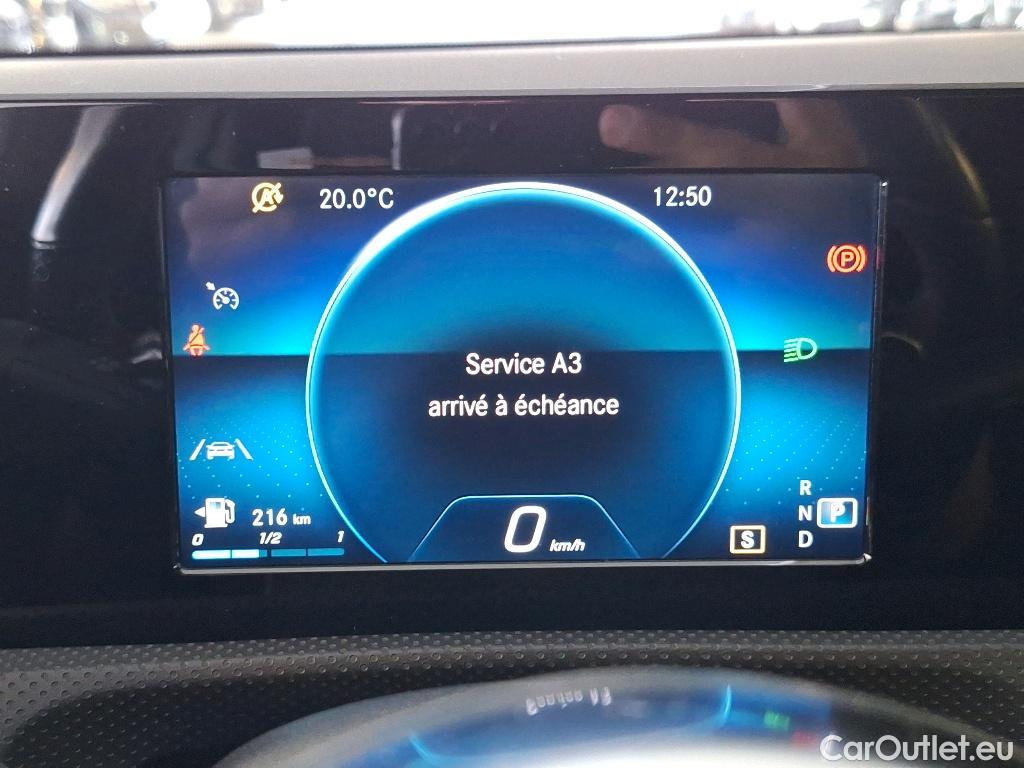 20.0°C 12:50
Service A3
arrivé à échéance
216 km
0 1/2 1
0 km/h
S
R
N P
D
CarOutlet.eu